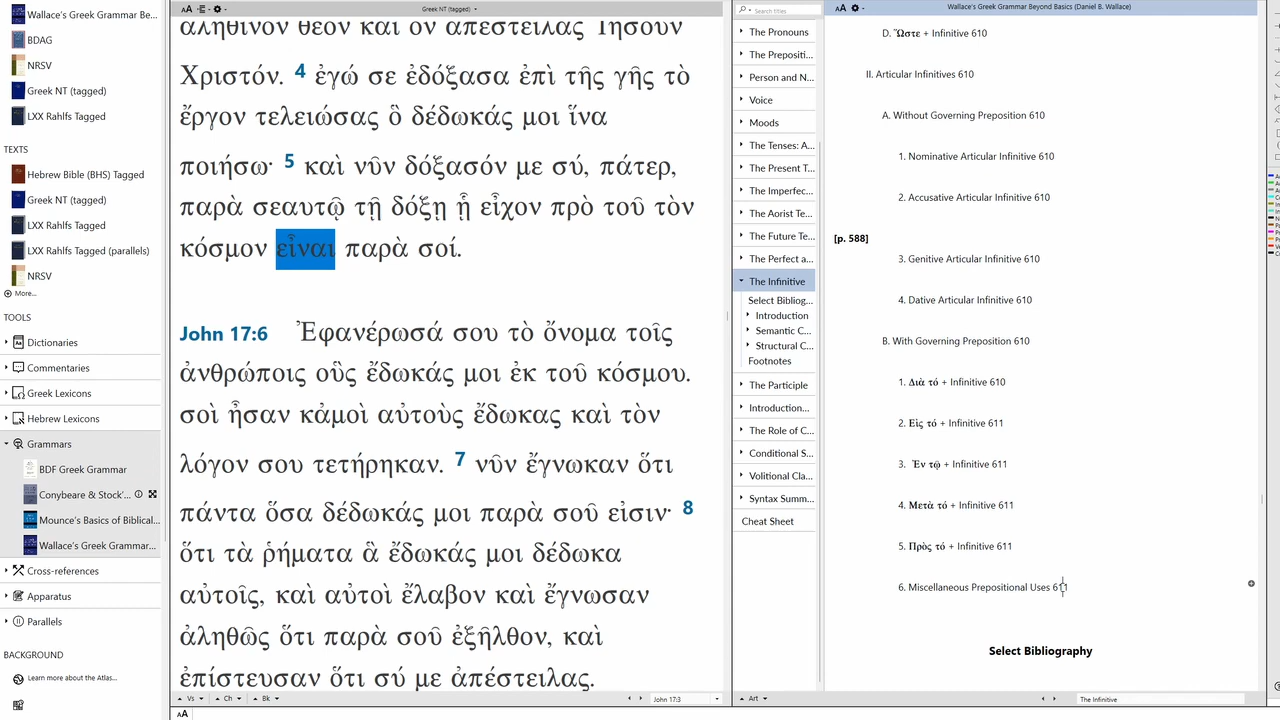 Wallace's Greek Grammar Be...
BDAG
NRSV
Greek NT (tagged)
LXX Rahlfs Tagged
TEXTS
Hebrew Bible (BHS) Tagged
Greek NT (tagged)
LXX Rahlfs Tagged
LXX Rahlfs Tagged (parallels)
NRSV
More...
TOOLS
Dictionaries
Commentaries
Greek Lexicons
Hebrew Lexicons
Grammars
BDF Greek Grammar
Conybeare & Stock'...
Mounce's Basics of Biblical...
Wallace's Greek Grammar...
Cross-references
Apparatus
Parallels
BACKGROUND
Learn more about the Atlas...
AA
Greek NT (tagged)
ἀληθινὸν θεὸν καὶ ὃν ἀπέστειλας Ἰησοῦν
Χριστόν. 4 ἐγώ σε ἐδόξασα ἐπὶ τῆς γῆς τὸ
ἔργον τελειώσας ὃ δέδωκάς μοι ἵνα
ποιήσω· 5 καὶ νῦν δόξασόν με σύ, πάτερ,
παρὰ σεαυτῷ τῇ δόξῃ ᾗ εἶχον πρὸ τοῦ τὸν
κόσμον εἶναι παρὰ σοί.
John 17:6 Ἐφανέρωσά σου τὸ ὄνομα τοῖς
ἀνθρώποις οὓς ἔδωκάς μοι ἐκ τοῦ κόσμου.
σοὶ ἦσαν κἀμοὶ αὐτοὺς ἔδωκας καὶ τὸν
λόγον σου τετήρηκαν. 7 νῦν ἔγνωκαν ὅτι
πάντα ὅσα δέδωκάς μοι παρὰ σοῦ εἰσιν· 8
ὅτι τὰ ῥήματα ἃ ἔδωκάς μοι δέδωκα
αὐτοῖς, καὶ αὐτοὶ ἔλαβον καὶ ἔγνωσαν
ἀληθῶς ὅτι παρὰ σοῦ ἐξῆλθον, καὶ
ἐπίστευσαν ὅτι σύ με ἀπέστειλας.
Vs Ch Bk John 17:3
AA
Search titles
The Pronouns
The Prepositi...
Person and N...
Voice
Moods
The Tenses: A...
The Present T...
The Imperfec...
The Aorist Te...
The Future Te...
The Perfect a...
The Infinitive
Select Bibliog...
Introduction
Semantic C...
Structural C...
Footnotes
The Participle
Introduction...
The Role of C...
Conditional S...
Volitional Cla...
Syntax Summ...
Cheat Sheet
Art
AA
Wallace's Greek Grammar Beyond Basics (Daniel B. Wallace)
D. Ὥστε + Infinitive 610
II. Articular Infinitives 610
A. Without Governing Preposition 610
1. Nominative Articular Infinitive 610
2. Accusative Articular Infinitive 610
[p. 588]
3. Genitive Articular Infinitive 610
4. Dative Articular Infinitive 610
B. With Governing Preposition 610
1. Διὰ τό + Infinitive 610
2. Εἰς τό + Infinitive 611
3. Ἐν τῷ + Infinitive 611
4. Μετὰ τό + Infinitive 611
5. Πρὸς τό + Infinitive 611
6. Miscellaneous Prepositional Uses 611
Select Bibliography
The Infinitive